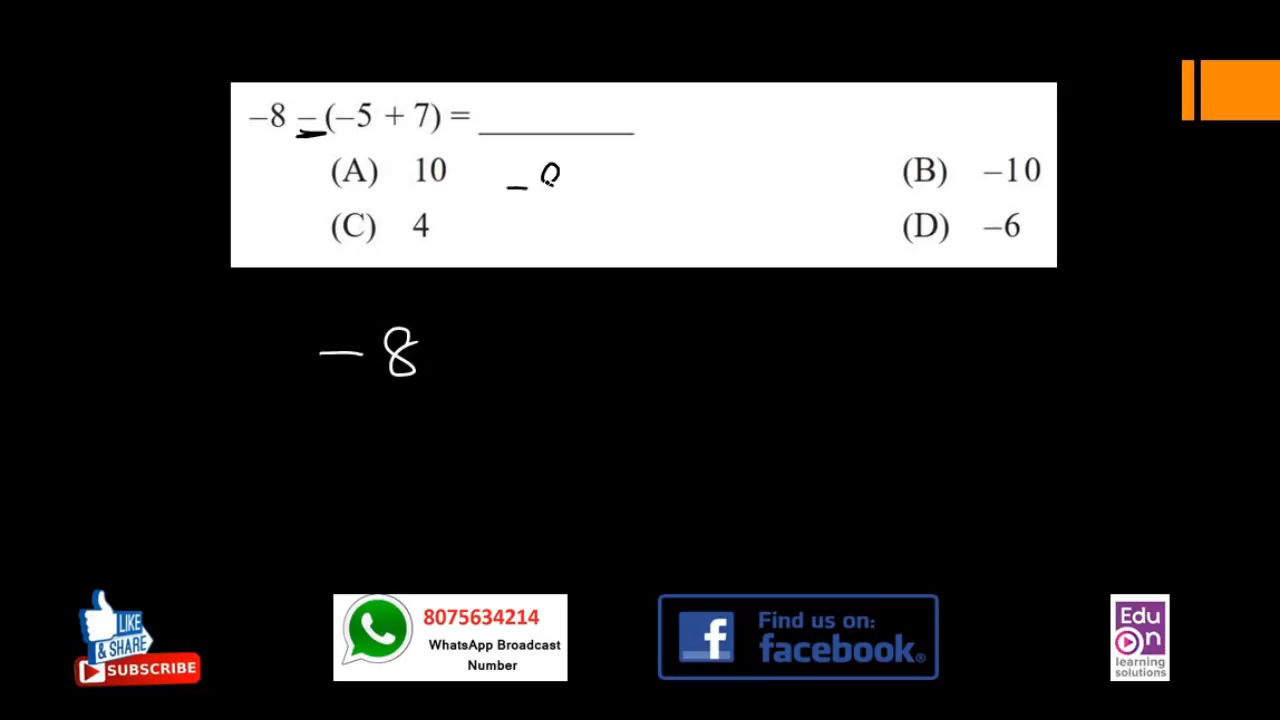 –8 – (–5 + 7) = __________
(A) 10
(B) –10
(C) 4
(D) –6
– 8
LIKE
& SHARE
SUBSCRIBE
8075634214
WhatsApp Broadcast
Number
f Find us on:
facebook®
Edu
On
learning
solutions